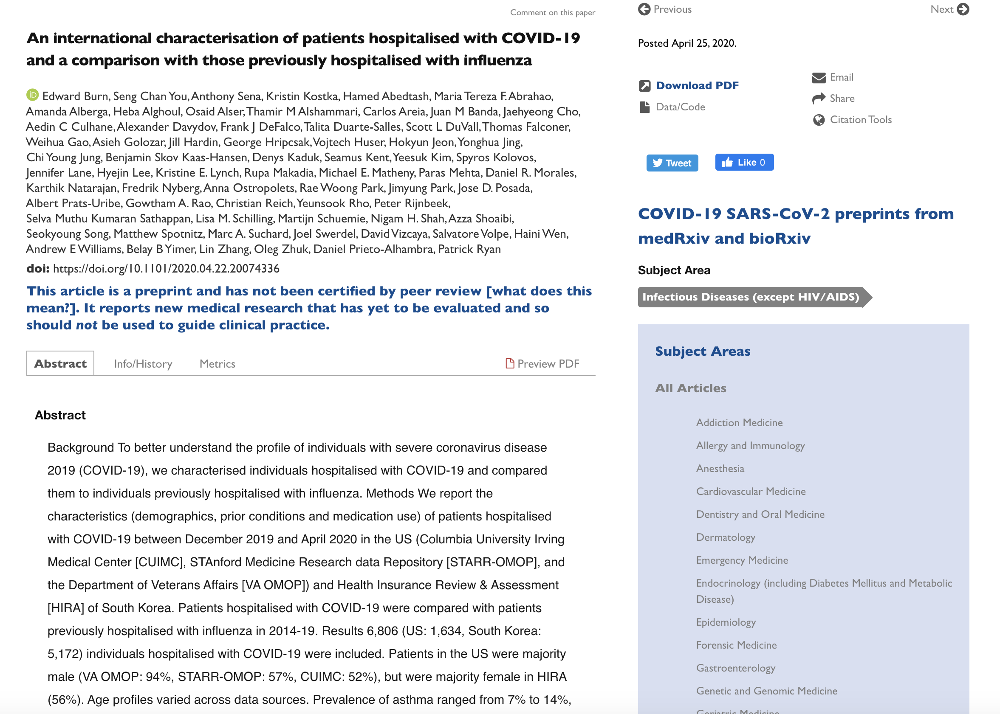 Comment on this paper
An international characterisation of patients hospitalised with COVID-19
and a comparison with those previously hospitalised with influenza
iD Edward Burn, Seng Chan You, Anthony Sena, Kristin Kostka, Hamed Abedtash, Maria Tereza F. Abrahao,
Amanda Alberga, Heba Alghoul, Osaid Alser, Thamir M Alshammari, Carlos Areia, Juan M Banda, Jaehyeong Cho,
Aedin C Culhane, Alexander Davydov, Frank J DeFalco, Talita Duarte-Salles, Scott L DuVall, Thomas Falconer,
Weihua Gao, Asieh Golozar, Jill Hardin, George Hripcsak, Vojtech Huser, Hokyun Jeon, Yonghua Jing,
Chi Young Jung, Benjamin Skov Kaas-Hansen, Denys Kaduk, Seamus Kent, Yeesuk Kim, Spyros Kolovos,
Jennifer Lane, Hyejin Lee, Kristine E. Lynch, Rupa Makadia, Michael E. Matheny, Paras Mehta, Daniel R. Morales,
Karthik Natarajan, Fredrik Nyberg, Anna Ostropolets, Rae Woong Park, Jimyung Park, Jose D. Posada,
Albert Prats-Uribe, Gowtham A. Rao, Christian Reich, Yeunsook Rho, Peter Rijnbeek,
Selva Muthu Kumaran Sathappan, Lisa M. Schilling, Martijn Schuemie, Nigam H. Shah, Azza Shoaibi,
Seokyoung Song, Matthew Spotnitz, Marc A. Suchard, Joel Swerdel, David Vizcaya, Salvatore Volpe, Haini Wen,
Andrew E Williams, Belay B Yimer, Lin Zhang, Oleg Zhuk, Daniel Prieto-Alhambra, Patrick Ryan
doi: https://doi.org/10.1101/2020.04.22.20074336
This article is a preprint and has not been certified by peer review [what does this
mean?]. It reports new medical research that has yet to be evaluated and so
should not be used to guide clinical practice.
Abstract Info/History Metrics Preview PDF
Abstract
Background To better understand the profile of individuals with severe coronavirus disease
2019 (COVID-19), we characterised individuals hospitalised with COVID-19 and compared
them to individuals previously hospitalised with influenza. Methods We report the
characteristics (demographics, prior conditions and medication use) of patients hospitalised
with COVID-19 between December 2019 and April 2020 in the US (Columbia University Irving
Medical Center [CUIMC], STAnford Medicine Research data Repository [STARR-OMOP], and
the Department of Veterans Affairs [VA OMOP]) and Health Insurance Review & Assessment
[HIRA] of South Korea. Patients hospitalised with COVID-19 were compared with patients
previously hospitalised with influenza in 2014-19. Results 6,806 (US: 1,634, South Korea:
5,172) individuals hospitalised with COVID-19 were included. Patients in the US were majority
male (VA OMOP: 94%, STARR-OMOP: 57%, CUIMC: 52%), but were majority female in HIRA
(56%). Age profiles varied across data sources. Prevalence of asthma ranged from 7% to 14%,
Previous
Next
Posted April 25, 2020.
Download PDF
Data/Code
Email
Share
Citation Tools
Tweet
Like 0
COVID-19 SARS-CoV-2 preprints from
medRxiv and bioRxiv
Subject Area
Infectious Diseases (except HIV/AIDS)
Subject Areas
All Articles
Addiction Medicine
Allergy and Immunology
Anesthesia
Cardiovascular Medicine
Dentistry and Oral Medicine
Dermatology
Emergency Medicine
Endocrinology (including Diabetes Mellitus and Metabolic
Disease)
Epidemiology
Forensic Medicine
Gastroenterology
Genetic and Genomic Medicine
Geriatric Medicine